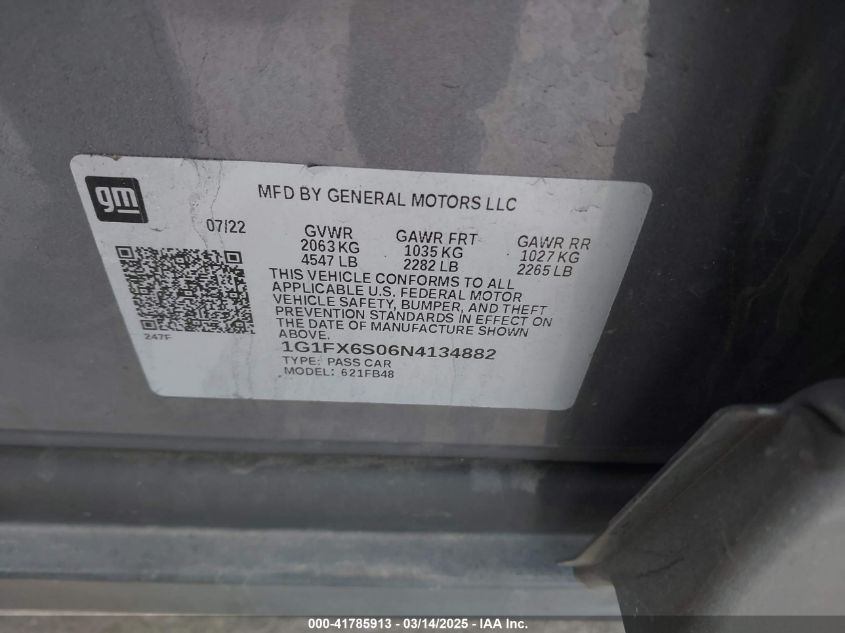 gm
MFD BY GENERAL MOTORS LLC
07/22
GVWR
2063 KG
4547 LB
GAWR FRT
1035 KG
2282 LB
GAWR RR
1027 KG
2265 LB
THIS VEHICLE CONFORMS TO ALL
APPLICABLE U.S. FEDERAL MOTOR
VEHICLE SAFETY, BUMPER, AND THEFT
PREVENTION STANDARDS IN EFFECT ON
THE DATE OF MANUFACTURE SHOWN
ABOVE.
247F
1G1FX6S06N4134882
TYPE: PASS CAR
MODEL: 621FB48
000-41785913 - 03/14/2025 - IAA Inc.